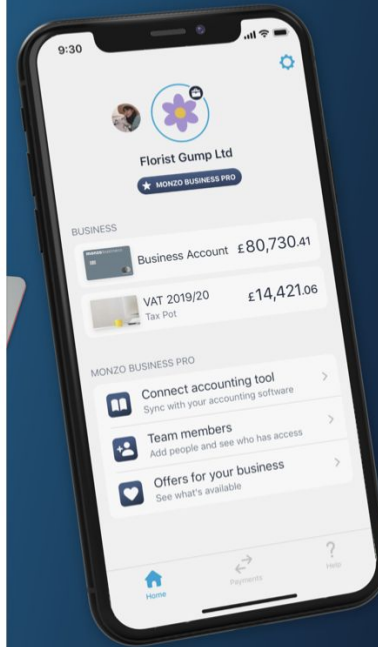 9:30
Florist Gump Ltd
MONZO BUSINESS PRO
BUSINESS
Business Account £80,730.41
VAT 2019/20 £14,421.06
Tax Pot
MONZO BUSINESS PRO
Connect accounting tool
Sync with your accounting software
Team members
Add people and see who has access
Offers for your business
See what's available
Home
Payments
Help